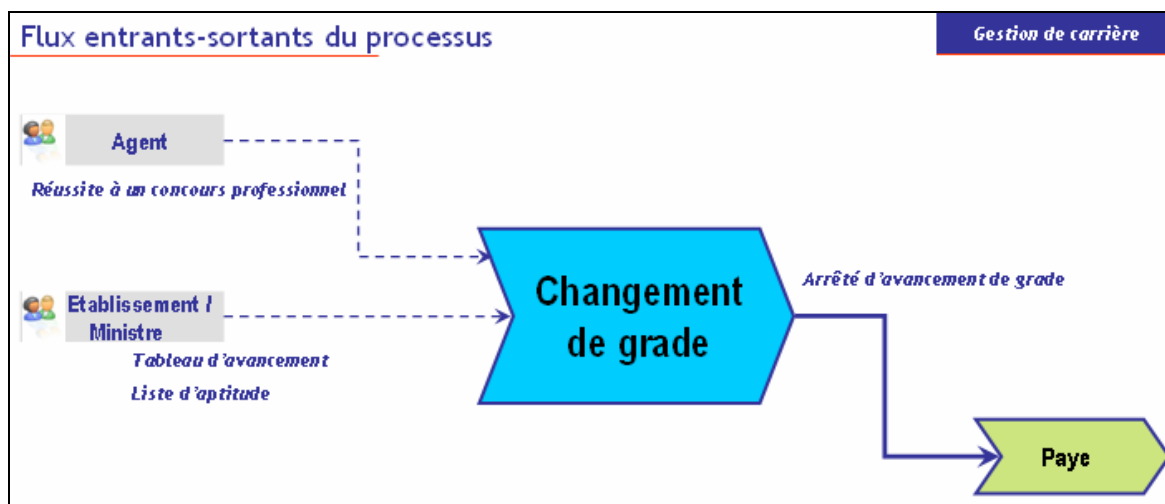 Flux entrants-sortants du processus
Gestion de carrière
Agent
Réussite à un concours professionnel
Etablissement /
Ministre
Tableau d'avancement
Liste d'aptitude
Changement
de grade
Arrêté d'avancement de grade
Paye